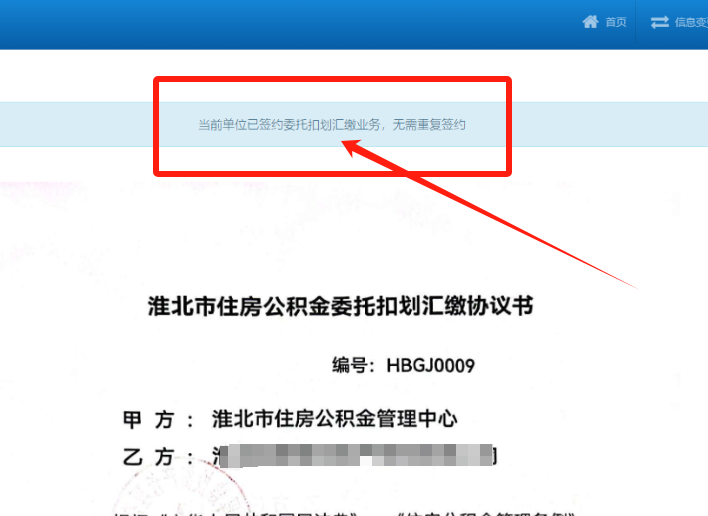 首页 信息变
当前单位已签约委托扣划汇缴业务，无需重复签约
淮北市住房公积金委托扣划汇缴协议书
编号：HBGJ0009
甲 方 ： 淮北市住房公积金管理中心
乙 方 ：